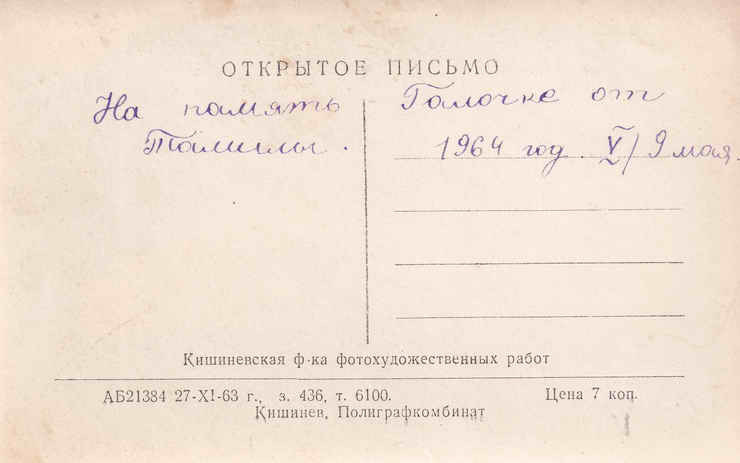 ОТКРЫТОЕ ПИСЬМО
На память Галочке от
Талилы.
1964 год. V/9 мая.
Кишиневская ф-ка фотохудожественных работ
АБ21384 27-XI-63 г., з. 436, т. 6100. Цена 7 коп.
Кишинев, Полиграфкомбинат